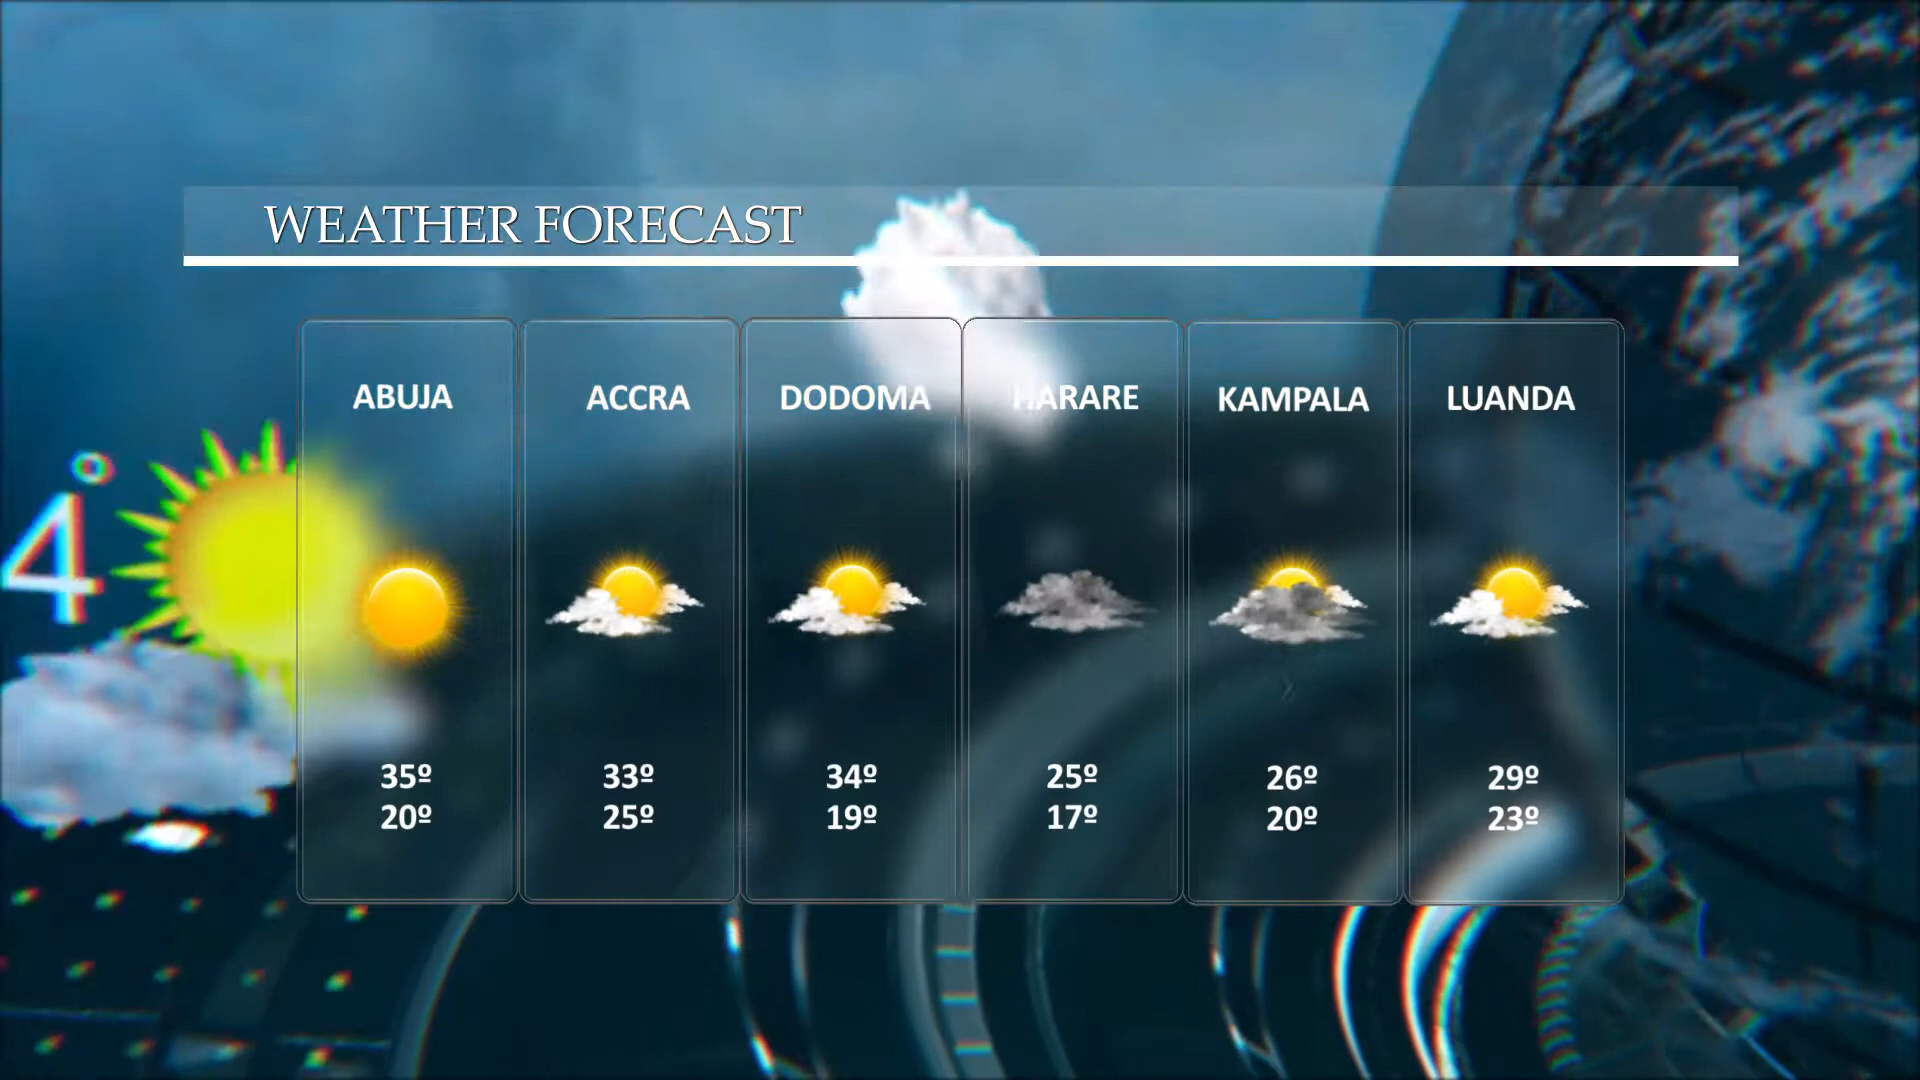 WEATHER FORECAST
ABUJA ACCRA DODOMA HARARE KAMPALA LUANDA
4°
35º 33º 34º 25º 26º 29º
20º 25º 19º 17º 20º 23º